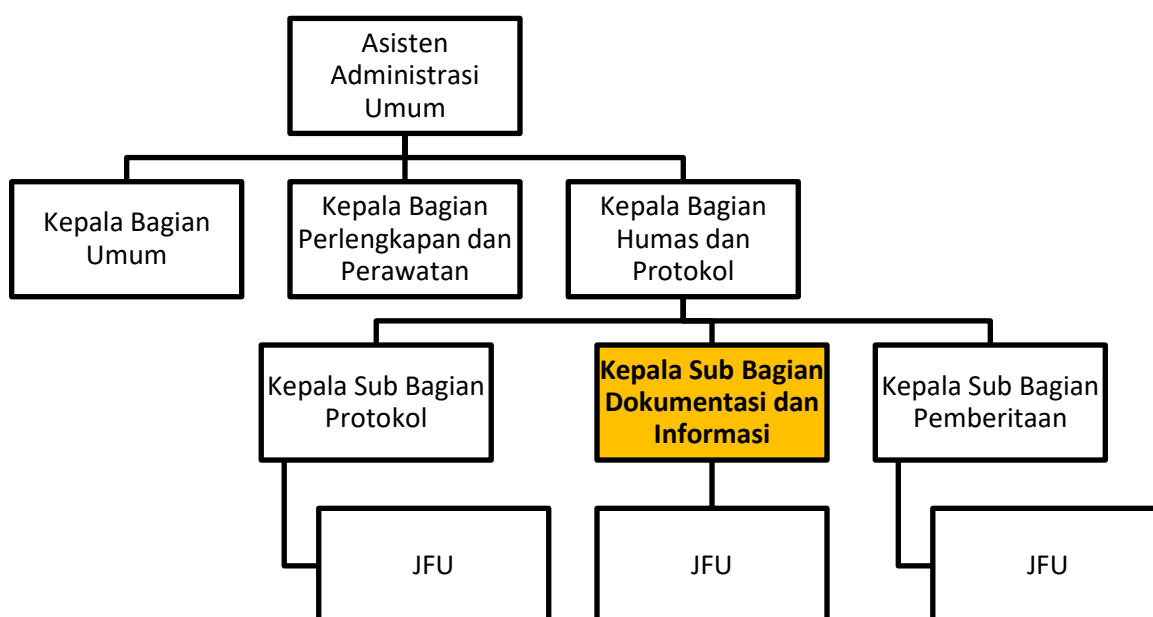 Asisten
Administrasi
Umum
Kepala Bagian
Umum
Kepala Bagian
Perlengkapan dan
Perawatan
Kepala Bagian
Humas dan
Protokol
Kepala Sub Bagian
Protokol
Kepala Sub Bagian
Dokumentasi dan
Informasi
Kepala Sub Bagian
Pemberitaan
JFU
JFU
JFU